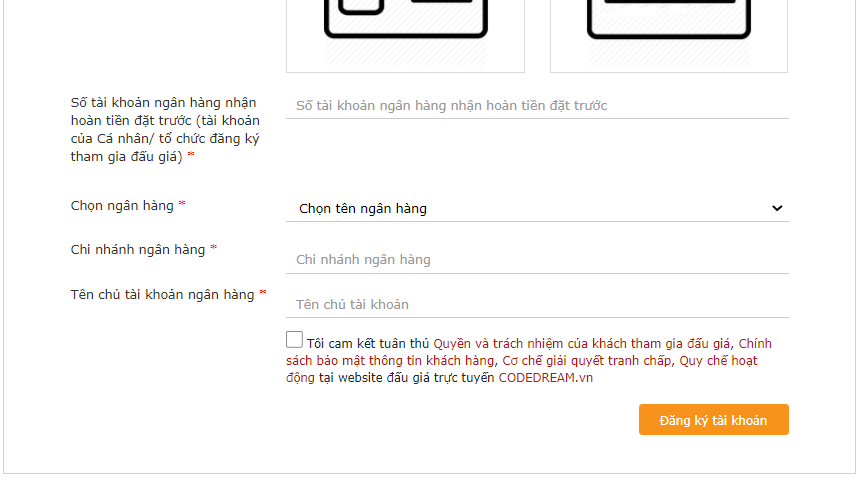 Số tài khoản ngân hàng nhận
hoàn tiền đặt trước (tài khoản
của Cá nhân/ tổ chức đăng ký
tham gia đấu giá) *
Số tài khoản ngân hàng nhận hoàn tiền đặt trước
Chọn ngân hàng *
Chọn tên ngân hàng
Chi nhánh ngân hàng *
Chi nhánh ngân hàng
Tên chủ tài khoản ngân hàng *
Tên chủ tài khoản
Tôi cam kết tuân thủ Quyền và trách nhiệm của khách tham gia đấu giá, Chính
sách bảo mật thông tin khách hàng, Cơ chế giải quyết tranh chấp, Quy chế hoạt
động tại website đấu giá trực tuyến CODEDREAM.vn
Đăng ký tài khoản